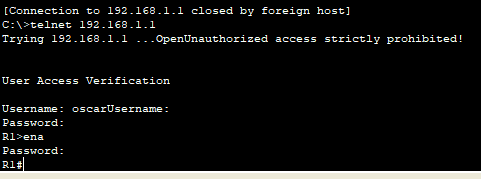 [Connection to 192.168.1.1 closed by foreign host]
C:\>telnet 192.168.1.1
Trying 192.168.1.1 ...OpenUnauthorized access strictly prohibited!
User Access Verification
Username: oscarUsername:
Password:
R1>ena
Password:
R1#